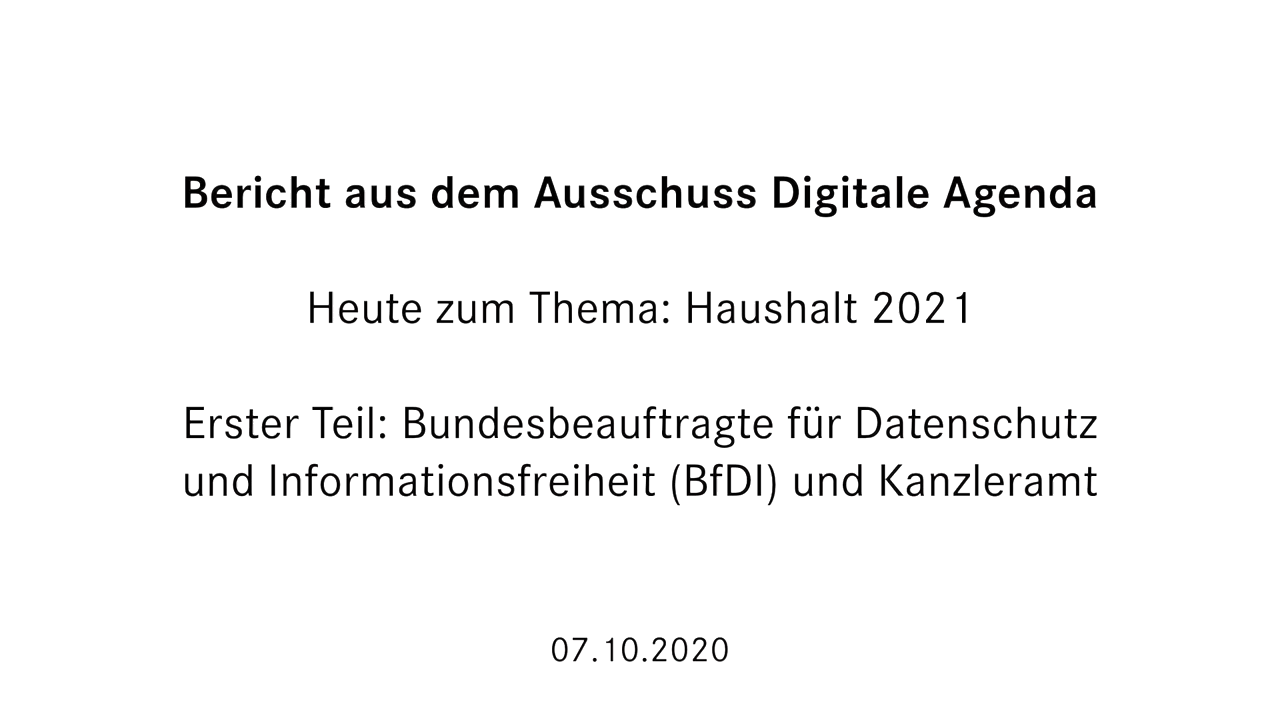 Bericht aus dem Ausschuss Digitale Agenda
Heute zum Thema: Haushalt 2021
Erster Teil: Bundesbeauftragte für Datenschutz
und Informationsfreiheit (BfDI) und Kanzleramt
07.10.2020